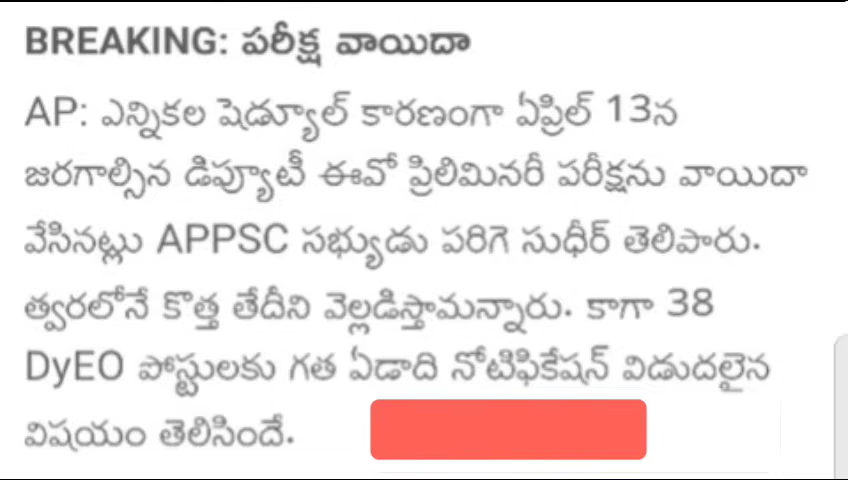 BREAKING: పరీక్ష వాయిదా
AP: ఎన్నికల షెడ్యూల్ కారణంగా ఏప్రిల్ 13న
జరగాల్సిన డిప్యూటీ ఈవో ప్రిలిమినరీ పరీక్షను వాయిదా
వేసినట్లు APPSC సభ్యుడు పరిగె సుధీర్ తెలిపారు.
త్వరలోనే కొత్త తేదీని వెల్లడిస్తామన్నారు. కాగా 38
DyEO పోస్టులకు గత ఏడాది నోటిఫికేషన్ విడుదలైన
విషయం తెలిసిందే.